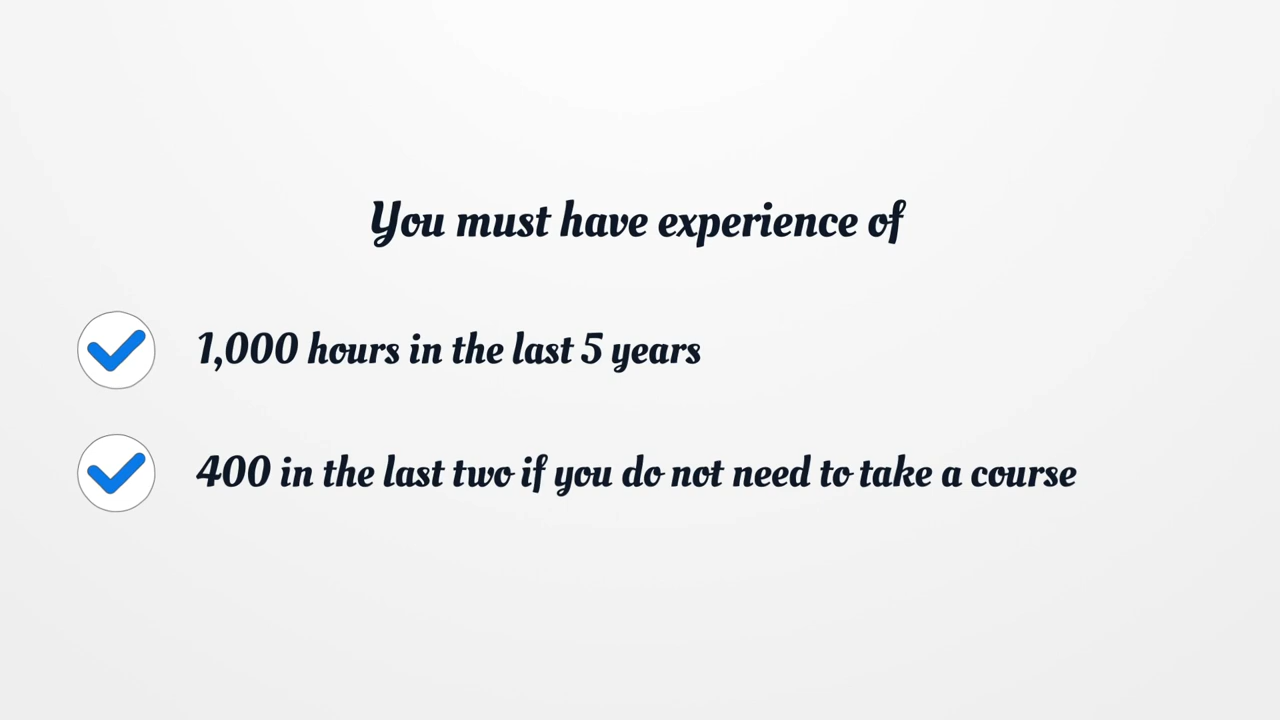 You must have experience of
1,000 hours in the last 5 years
400 in the last two if you do not need to take a course